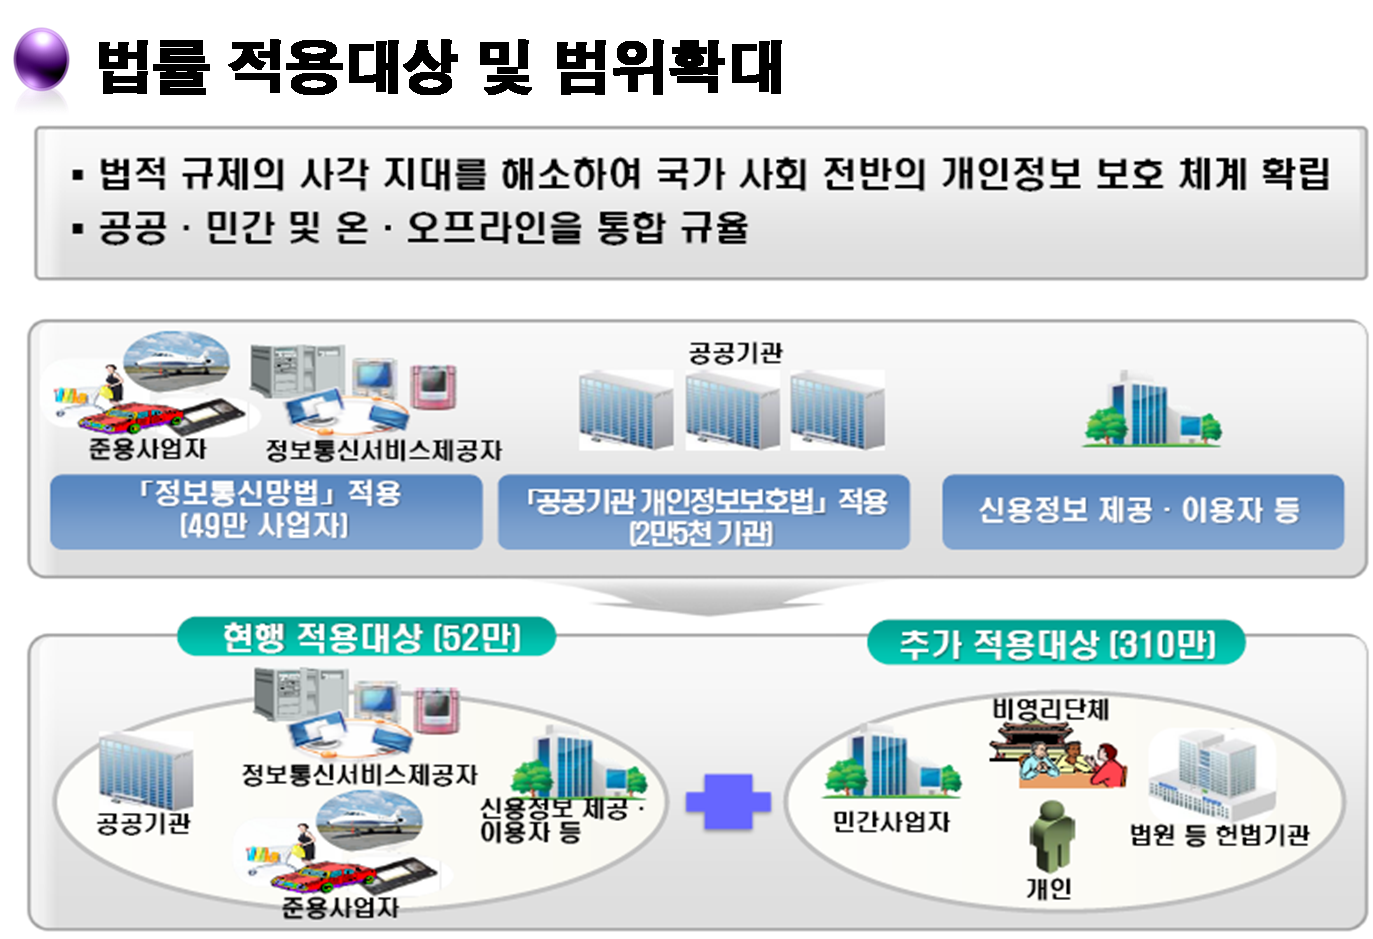 법률 적용대상 및 범위확대
▪ 법적 규제의 사각 지대를 해소하여 국가 사회 전반의 개인정보 보호 체계 확립
▪ 공공 · 민간 및 온 · 오프라인을 통합 규율
공공기관
준용사업자
정보통신서비스제공자
「정보통신망법」 적용
(49만 사업자)
「공공기관 개인정보보호법」 적용
(2만5천 기관)
신용정보 제공 · 이용자 등
현행 적용대상 (52만)
추가 적용대상 (310만)
정보통신서비스제공자
공공기관
신용정보 제공 ·
이용자 등
준용사업자
비영리단체
민간사업자
법원 등 헌법기관
개인